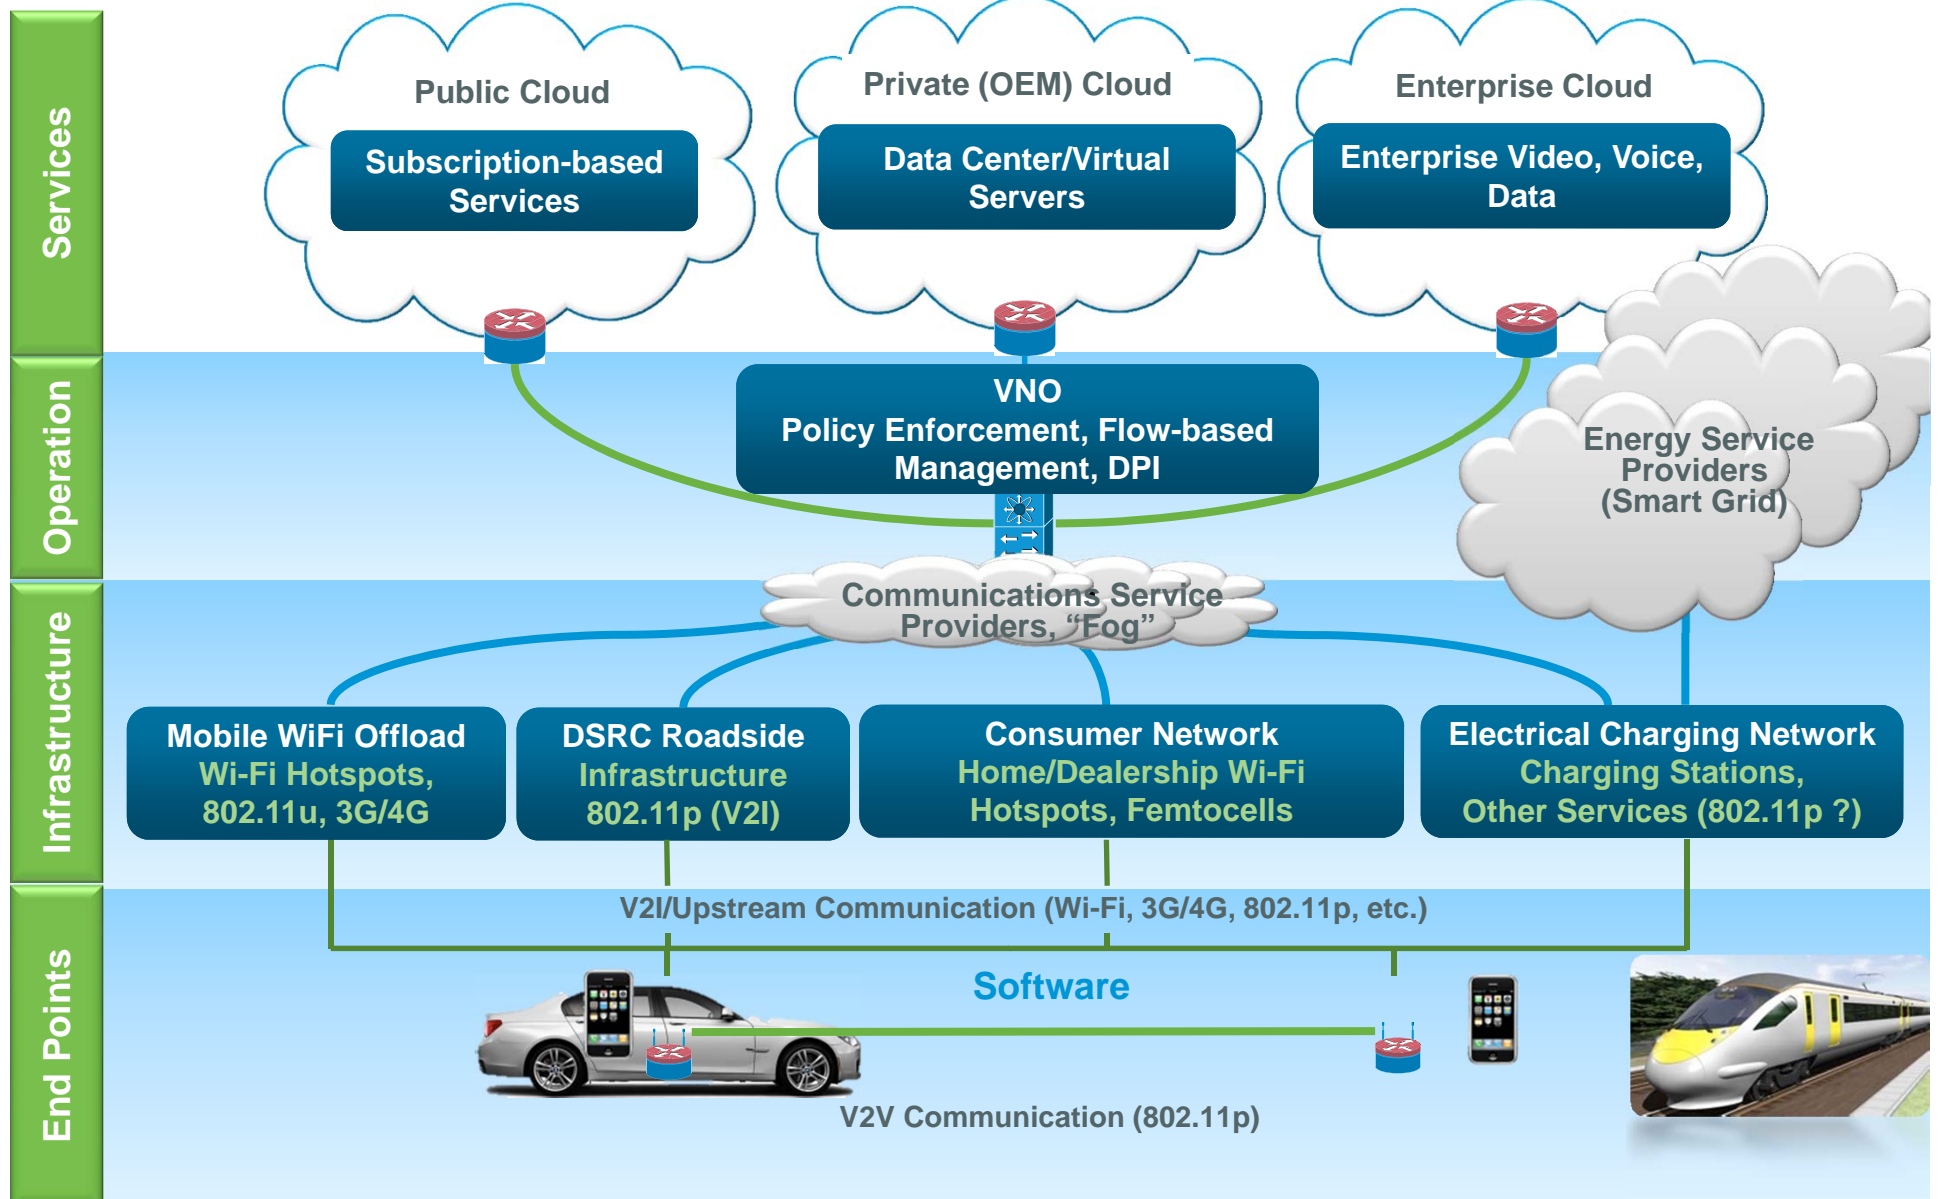 Services
Public Cloud
Subscription-based
Services
Private (OEM) Cloud
Data Center/Virtual
Servers
Enterprise Cloud
Enterprise Video, Voice,
Data
Operation
VNO
Policy Enforcement, Flow-based
Management, DPI
Energy Service
Providers
(Smart Grid)
Infrastructure
Communications Service
Providers, “Fog”
Mobile WiFi Offload
Wi-Fi Hotspots,
802.11u, 3G/4G
DSRC Roadside
Infrastructure
802.11p (V2I)
Consumer Network
Home/Dealership Wi-Fi
Hotspots, Femtocells
Electrical Charging Network
Charging Stations,
Other Services (802.11p ?)
End Points
V2I/Upstream Communication (Wi-Fi, 3G/4G, 802.11p, etc.)
Software
V2V Communication (802.11p)